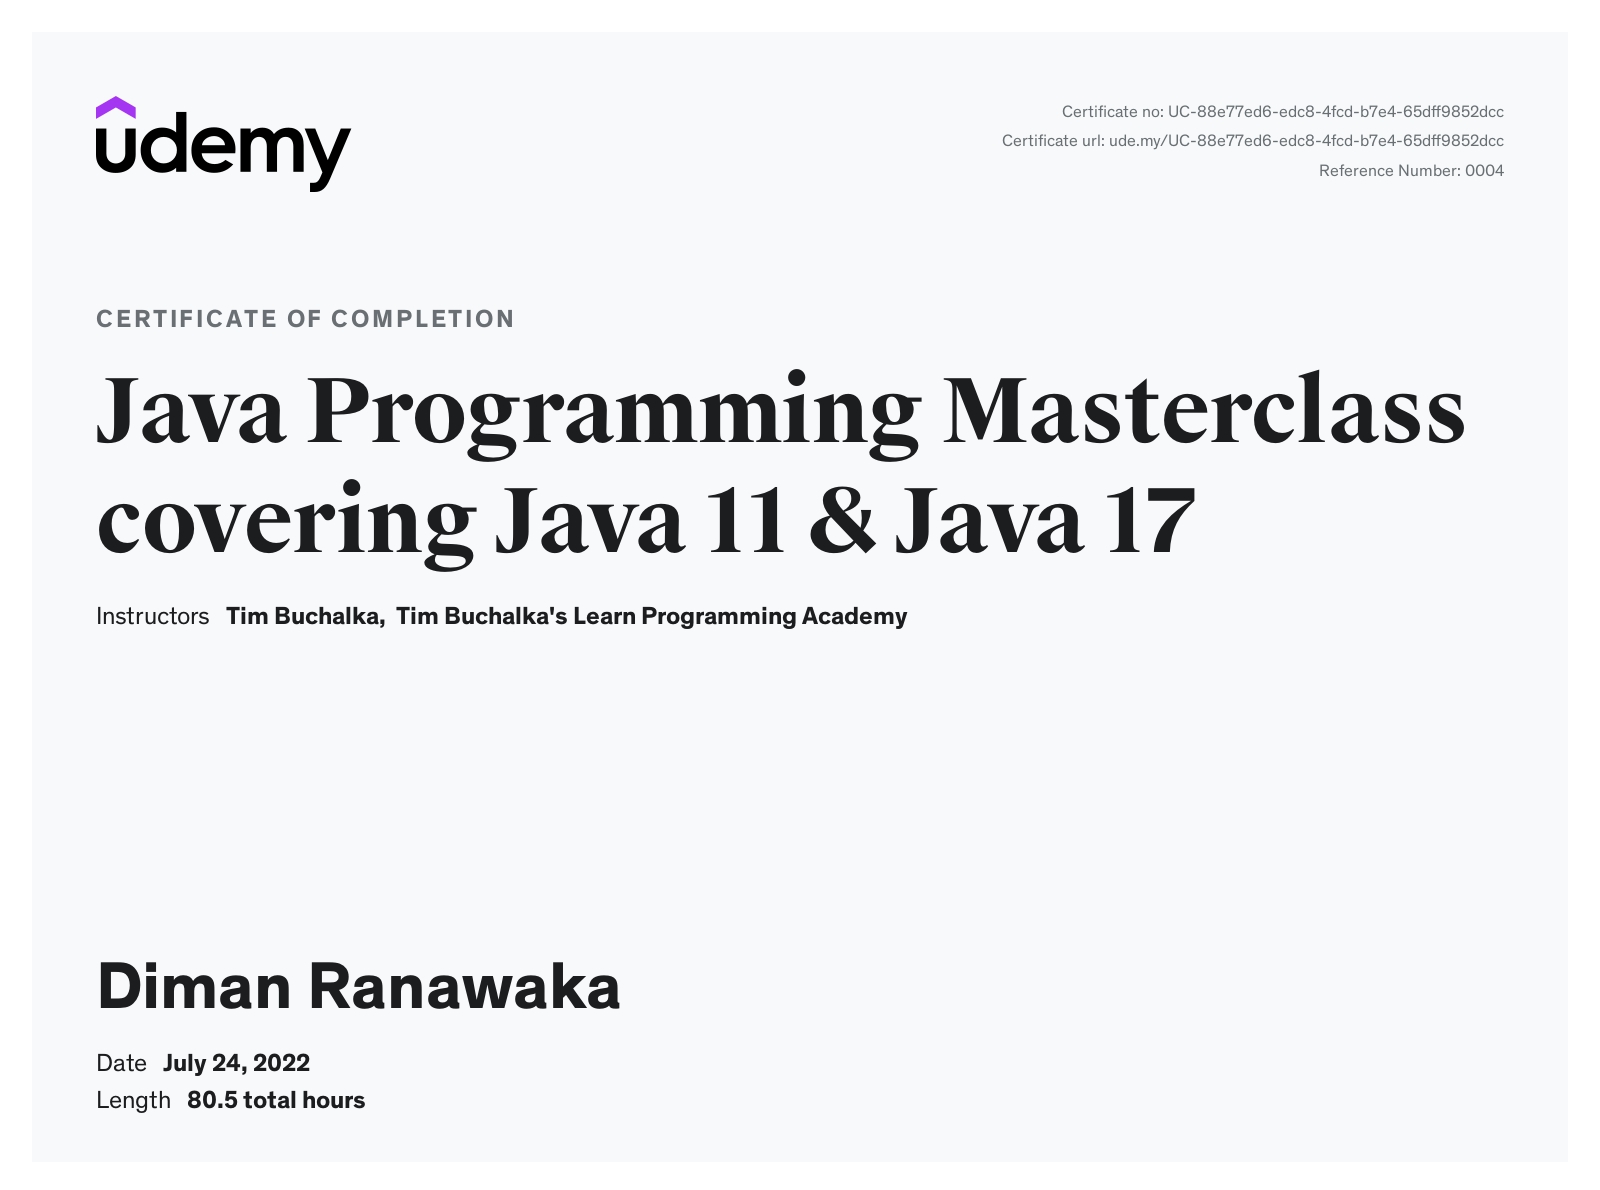 udemy
Certificate no: UC-88e77ed6-edc8-4fcd-b7e4-65dff9852dcc
Certificate url: ude.my/UC-88e77ed6-edc8-4fcd-b7e4-65dff9852dcc
Reference Number: 0004
CERTIFICATE OF COMPLETION
Java Programming Masterclass
covering Java 11 & Java 17
Instructors Tim Buchalka, Tim Buchalka's Learn Programming Academy
Diman Ranawaka
Date July 24, 2022
Length 80.5 total hours